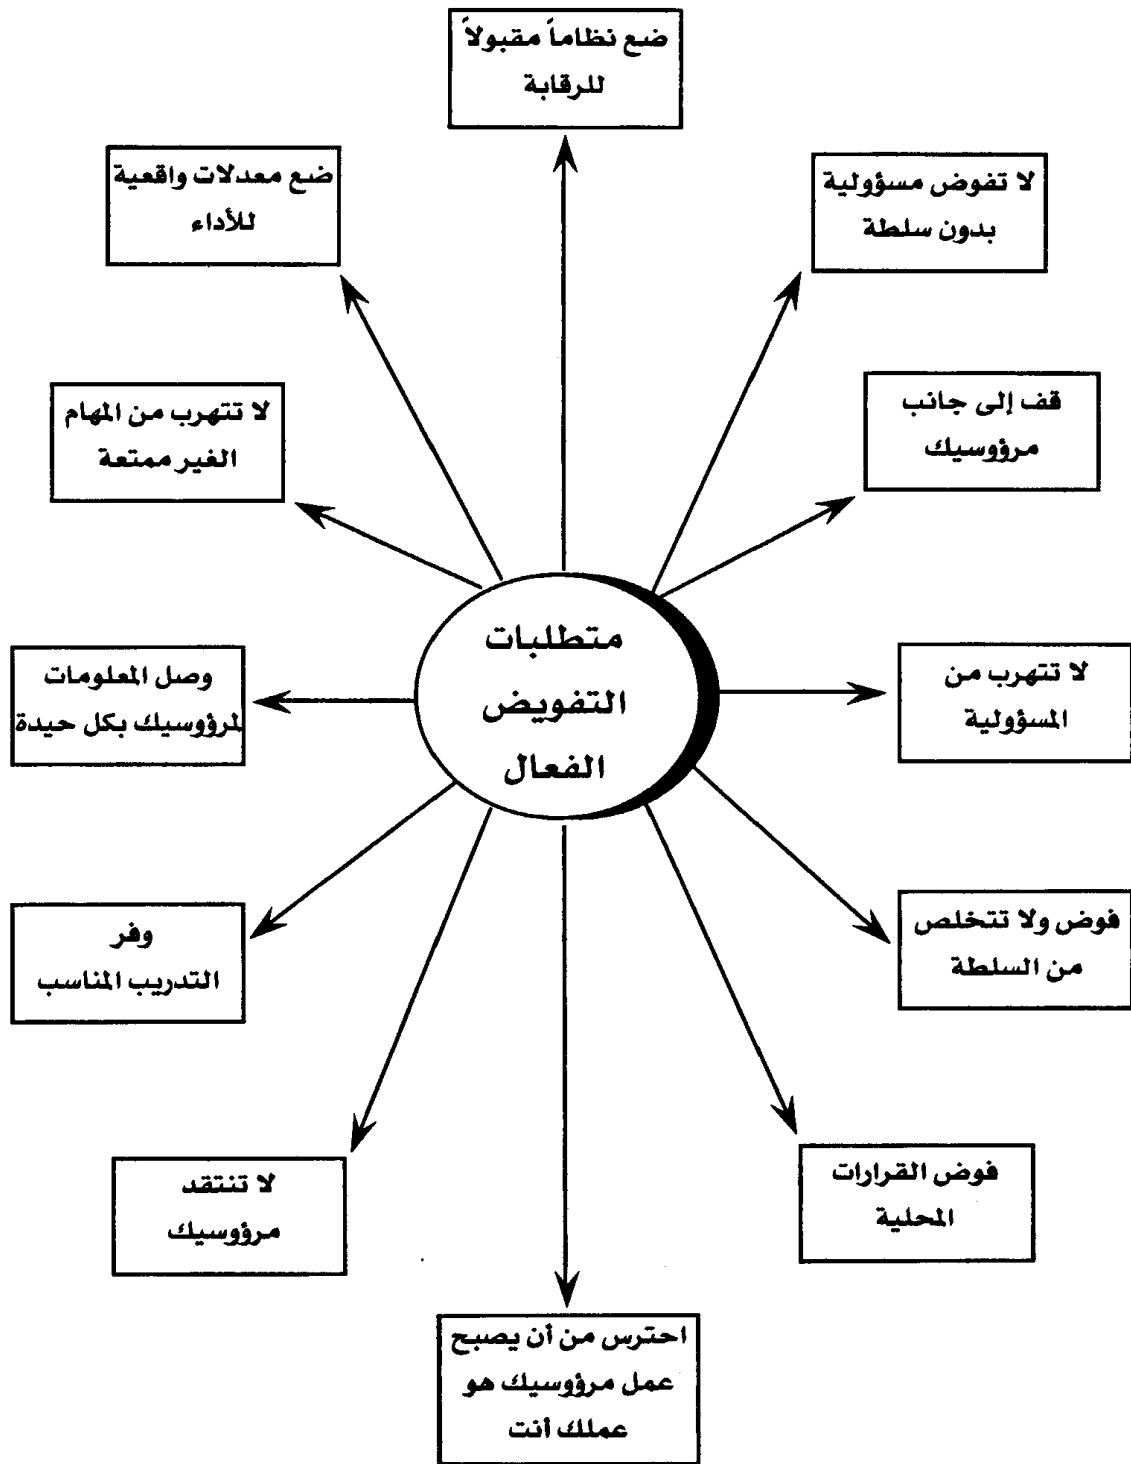 ضع نظاماً مقبولاً
للرقابة
لا تفوض مسؤولية
بدون سلطة
قف إلى جانب
مرؤوسيك
لا تتهرب من
المسؤولية
فوض ولا تتخلص
من السلطة
فوض القرارات
المحلية
احترس من أن يصبح
عمل مرؤوسيك هو
عملك أنت
لا تنتقد
مرؤوسيك
وفر
التدريب المناسب
وصل المعلومات
لمرؤوسيك بكل حيدة
لا تتهرب من المهام
الغير ممتعة
ضع معدلات واقعية
للأداء
متطلبات
التفويض
الفعال